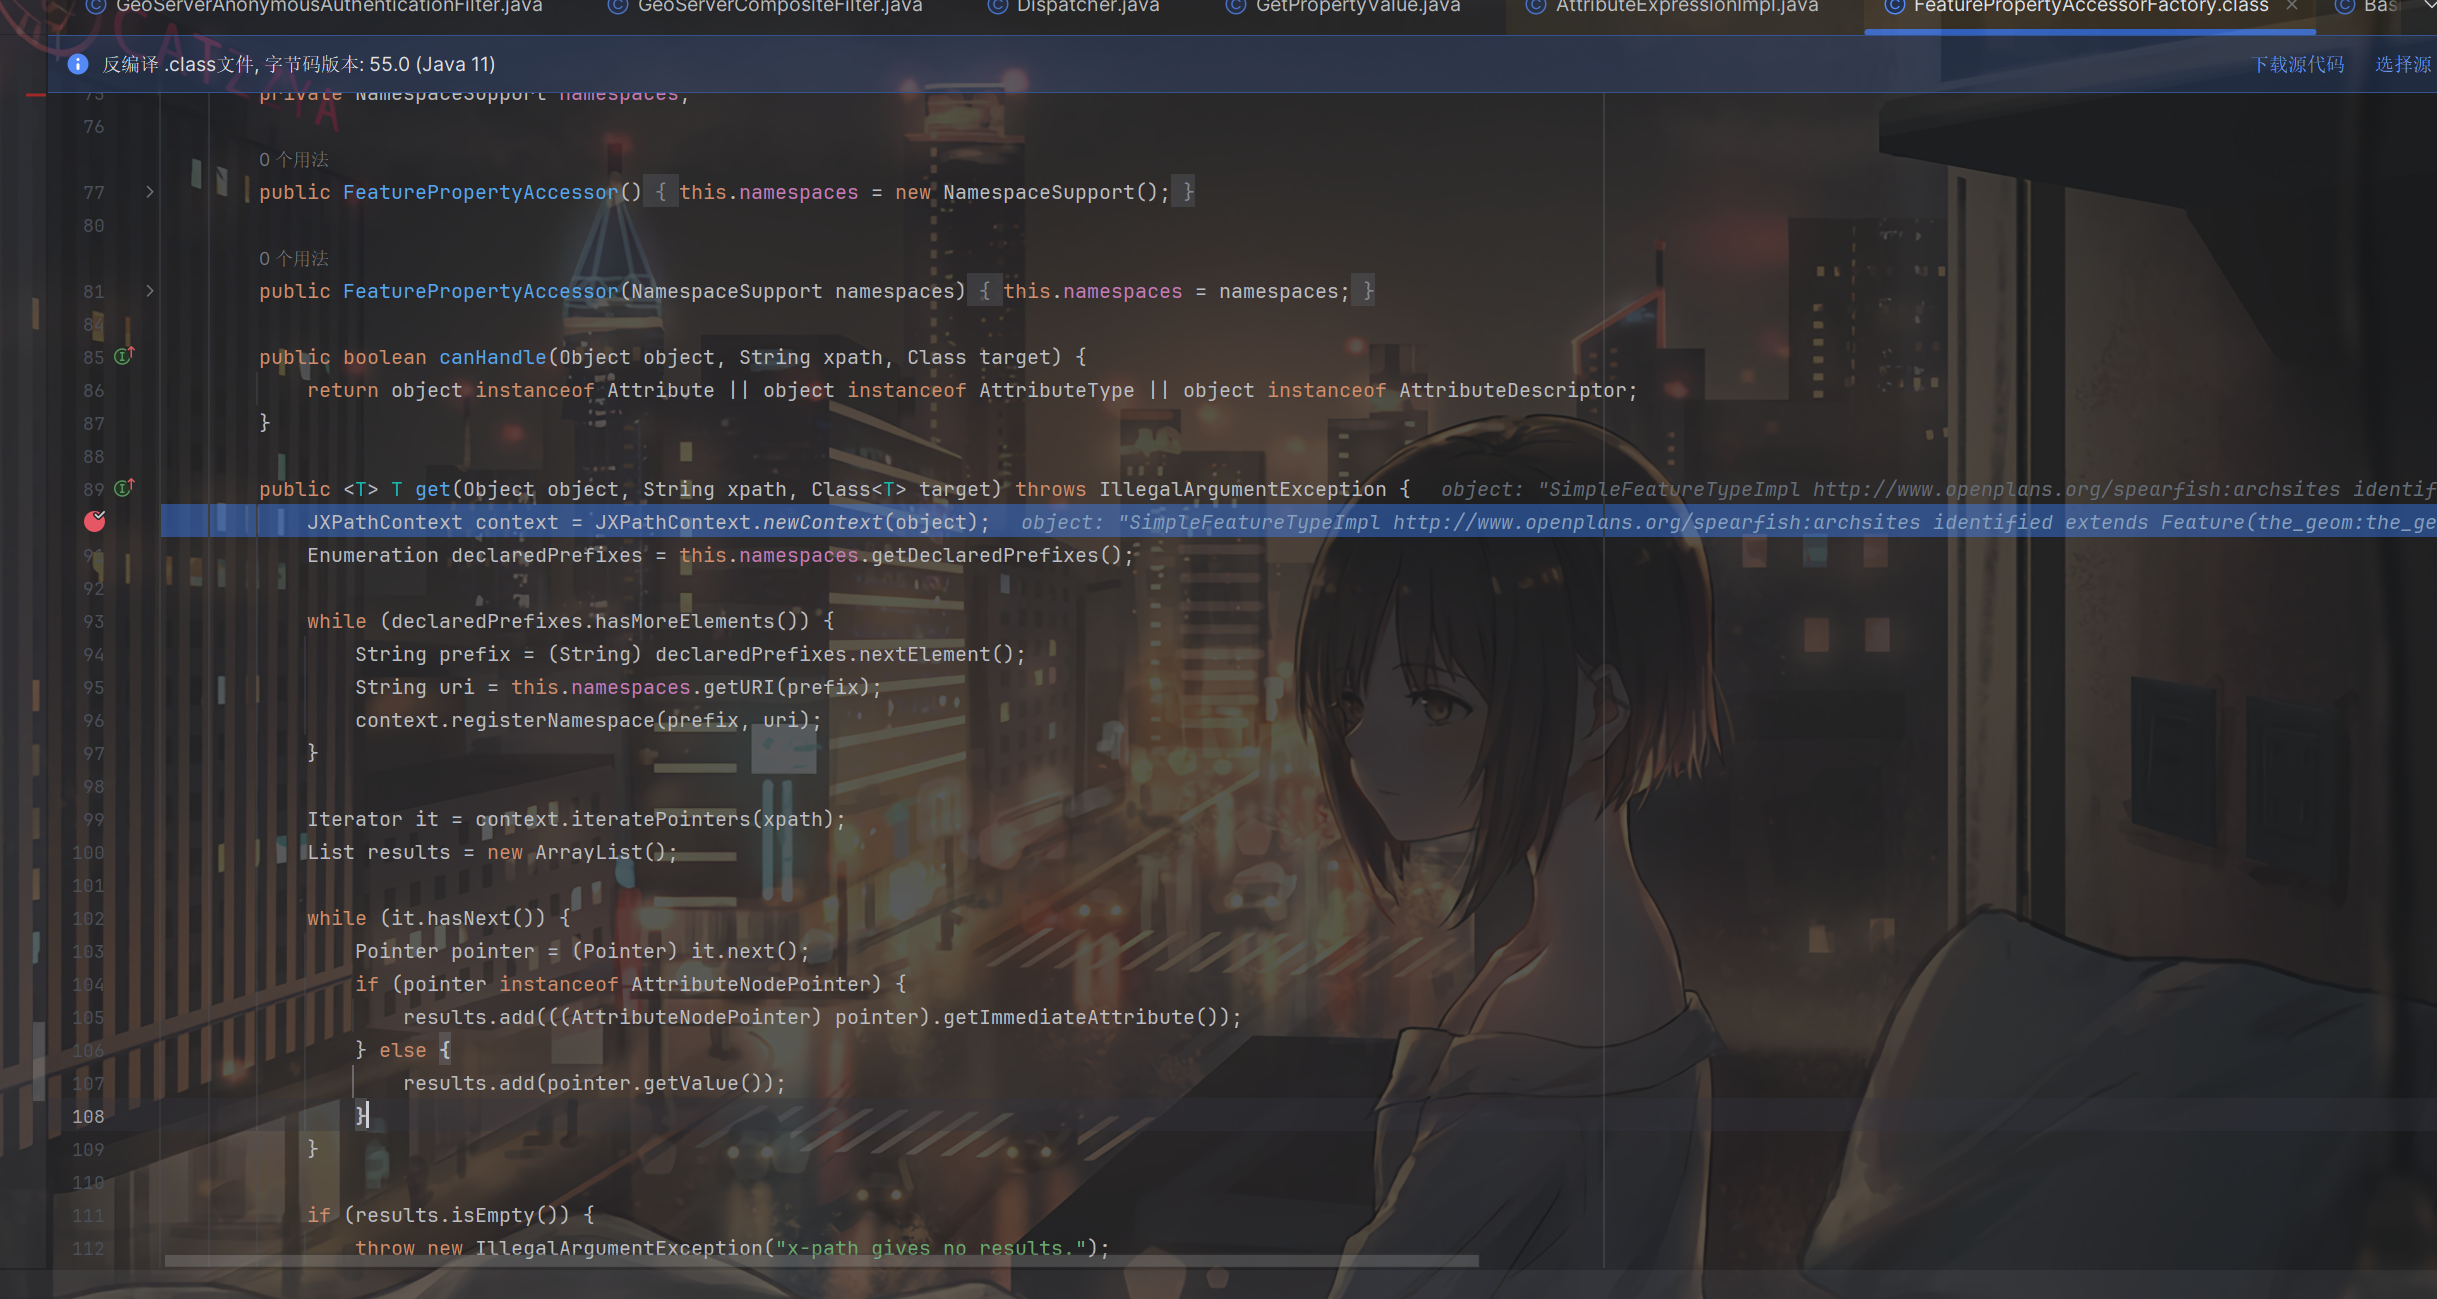 GeoServerAnonymousAuthenticationFilter.java GeoServerCompositeFilter.java Dispatcher.java GetPropertyValue.java AttributeExpressionImpl.java FeaturePropertyAccessorFactory.class Bas
反编译 .class文件, 字节码版本: 55.0 (Java 11) 下载源代码 选择源
CATZZYA
75 private NamespaceSupport namespaces;
76
0 个用法
77 public FeaturePropertyAccessor() { this.namespaces = new NamespaceSupport(); }
80
0 个用法
81 public FeaturePropertyAccessor(NamespaceSupport namespaces) { this.namespaces = namespaces; }
84
85 public boolean canHandle(Object object, String xpath, Class target) {
86 return object instanceof Attribute || object instanceof AttributeType || object instanceof AttributeDescriptor;
87 }
88
89 public <T> T get(Object object, String xpath, Class<T> target) throws IllegalArgumentException { object: "SimpleFeatureTypeImpl http://www.openplans.org/spearfish:archsites identif
JXPathContext context = JXPathContext.newContext(object); object: "SimpleFeatureTypeImpl http://www.openplans.org/spearfish:archsites identified extends Feature(the_geom:the_ge
91 Enumeration declaredPrefixes = this.namespaces.getDeclaredPrefixes();
92
93 while (declaredPrefixes.hasMoreElements()) {
94 String prefix = (String) declaredPrefixes.nextElement();
95 String uri = this.namespaces.getURI(prefix);
96 context.registerNamespace(prefix, uri);
97 }
98
99 Iterator it = context.iteratePointers(xpath);
100 List results = new ArrayList();
101
102 while (it.hasNext()) {
103 Pointer pointer = (Pointer) it.next();
104 if (pointer instanceof AttributeNodePointer) {
105 results.add(((AttributeNodePointer) pointer).getImmediateAttribute());
106 } else {
107 results.add(pointer.getValue());
108 }
109 }
110
111 if (results.isEmpty()) {
112 throw new IllegalArgumentException("x-path gives no results.");